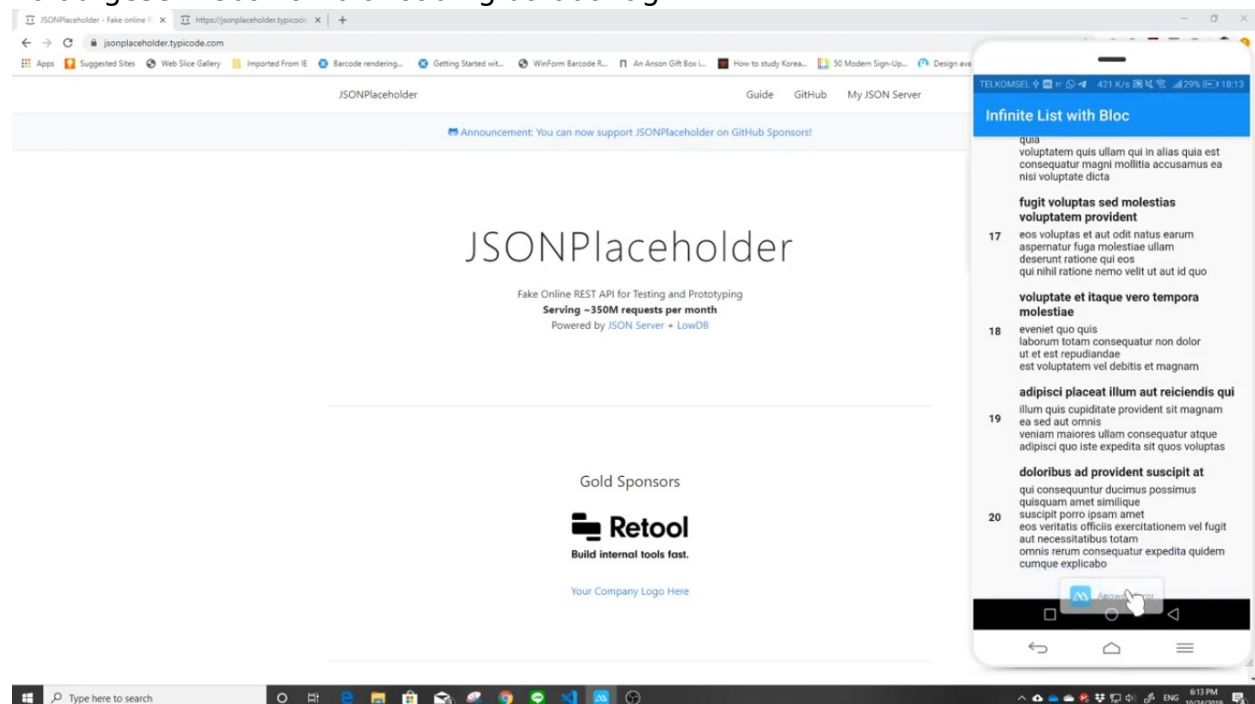 JSONPlaceholder - Fake online R
https://jsonplaceholder.typicode
jsonplaceholder.typicode.com
Apps
Suggested Sites
Web Slice Gallery
Imported From IE
Barcode rendering...
Getting Started wit...
WinForm Barcode R...
An Anson Gift Box i...
How to study Korea...
50 Modern Sign-Up...
Design ava
JSONPlaceholder
Guide
GitHub
My JSON Server
Announcement: You can now support JSONPlaceholder on GitHub Sponsors!
JSONPlaceholder
Fake Online REST API for Testing and Prototyping
Serving ~350M requests per month
Powered by JSON Server + LowDB
Gold Sponsors
Retool
Build internal tools fast.
Your Company Logo Here
TELKOMSEL
421 K/s
29%
18:13
Infinite List with Bloc
quia
voluptatem quis ullam qui in alias quia est
consequatur magni mollitia accusamus ea
nisi voluptate dicta
fugit voluptas sed molestias
voluptatem provident
17
eos voluptas et aut odit natus earum
aspernatur fuga molestiae ullam
deserunt ratione qui eos
qui nihil ratione nemo velit ut aut id quo
voluptate et itaque vero tempora
molestiae
18
eveniet quo quis
laborum totam consequatur non dolor
ut et est repudiandae
est voluptatem vel debitis et magnam
adipisci placeat illum aut reiciendis qui
19
illum quis cupiditate provident sit magnam
ea sed aut omnis
veniam maiores ullam consequatur atque
adipisci quo iste expedita sit quos voluptas
doloribus ad provident suscipit at
20
qui consequuntur ducimus possimus
quisquam amet similique
suscipit porro ipsam amet
eos veritatis officiis exercitationem vel fugit
aut necessitatibus totam
omnis rerum consequatur expedita quidem
cumque explicabo
Type here to search
ENG
6:13 PM
10/24/2019